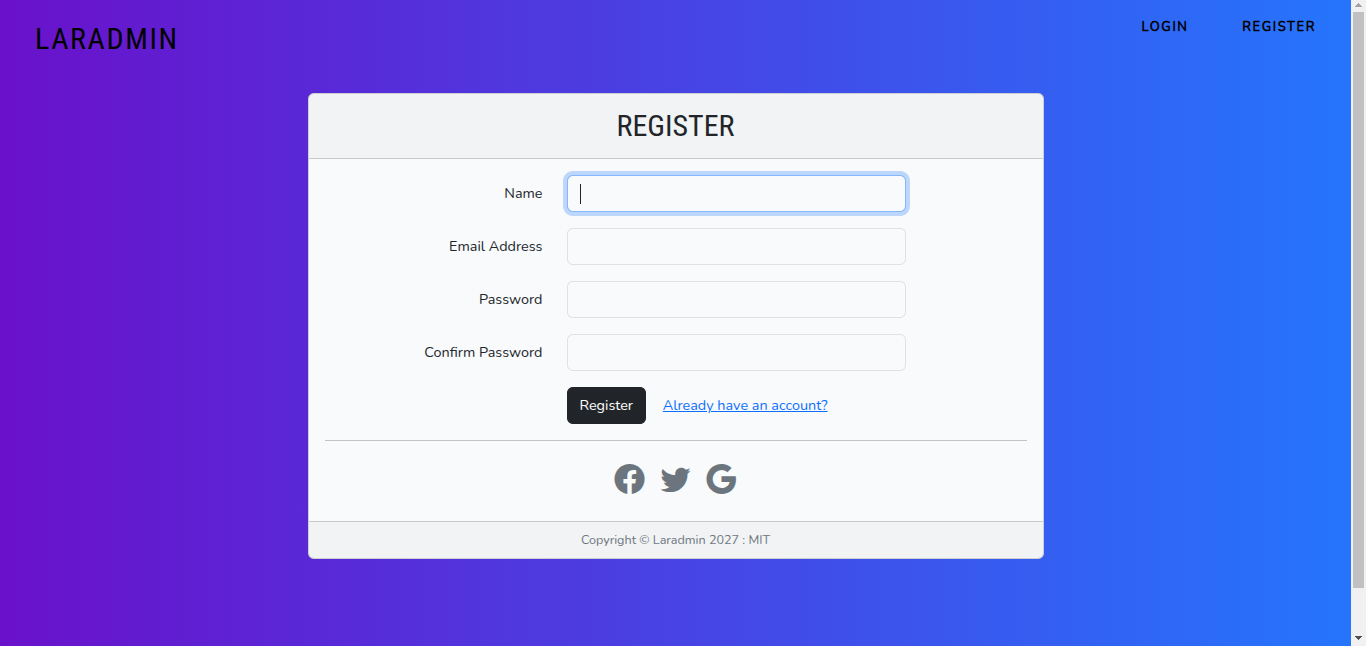 LARADMIN
LOGIN
REGISTER
REGISTER
Name
Email Address
Password
Confirm Password
Register
Already have an account?
Copyright © Laradmin 2027 : MIT